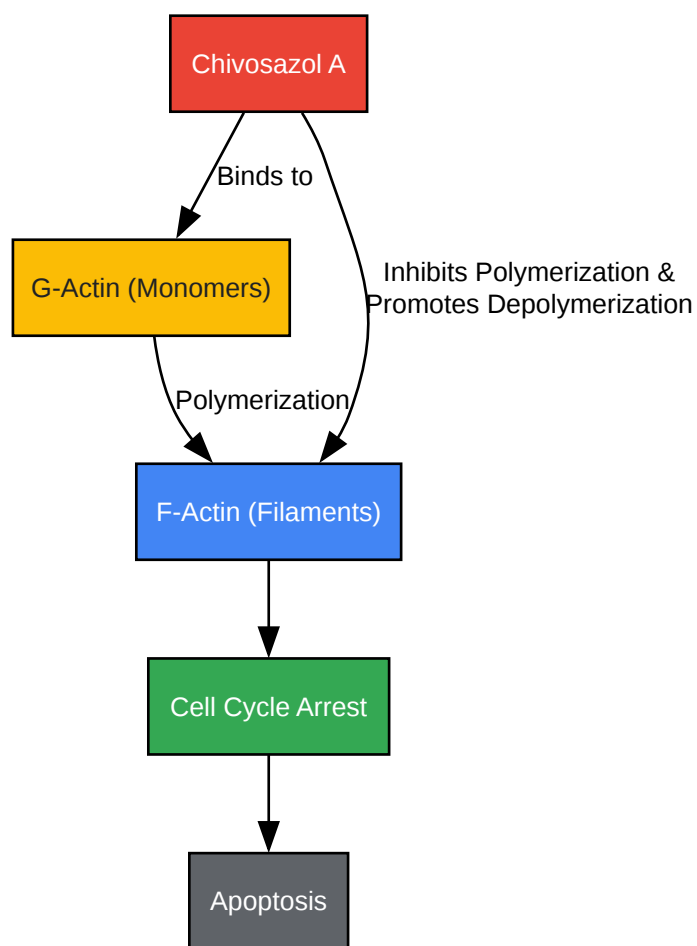 Chivosazol A
Binds to
G-Actin (Monomers)
Inhibits Polymerization &
Promotes Depolymerization
Polymerization
F-Actin (Filaments)
Cell Cycle Arrest
Apoptosis